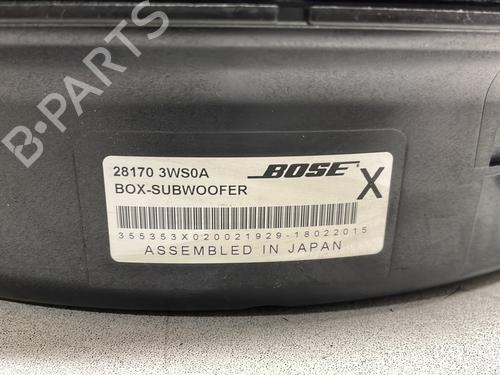 B-PARTS
28170 3WS0A BOSE
BOX-SUBWOOFER X
355353X020021929-18022015
ASSEMBLED IN JAPAN